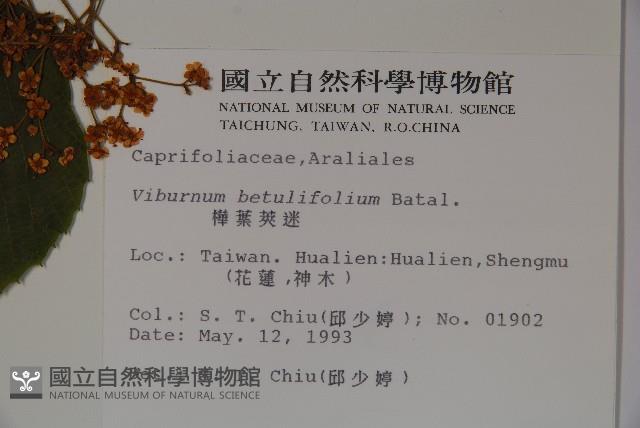 國立自然科學博物館
NATIONAL MUSEUM OF NATURAL SCIENCE
TAICHUNG, TAIWAN, R.O.CHINA
Caprifoliaceae,Araliales
Viburnum betulifolium Batal.
樺葉莢迷
Loc.: Taiwan. Hualien:Hualien,Shengmu
(花蓮,神木)
Col.: S. T. Chiu(邱少婷); No. 01902
Date: May. 12, 1993
Chiu(邱少婷)
國立自然科學博物館
NATIONAL MUSEUM OF NATURAL SCIENCE